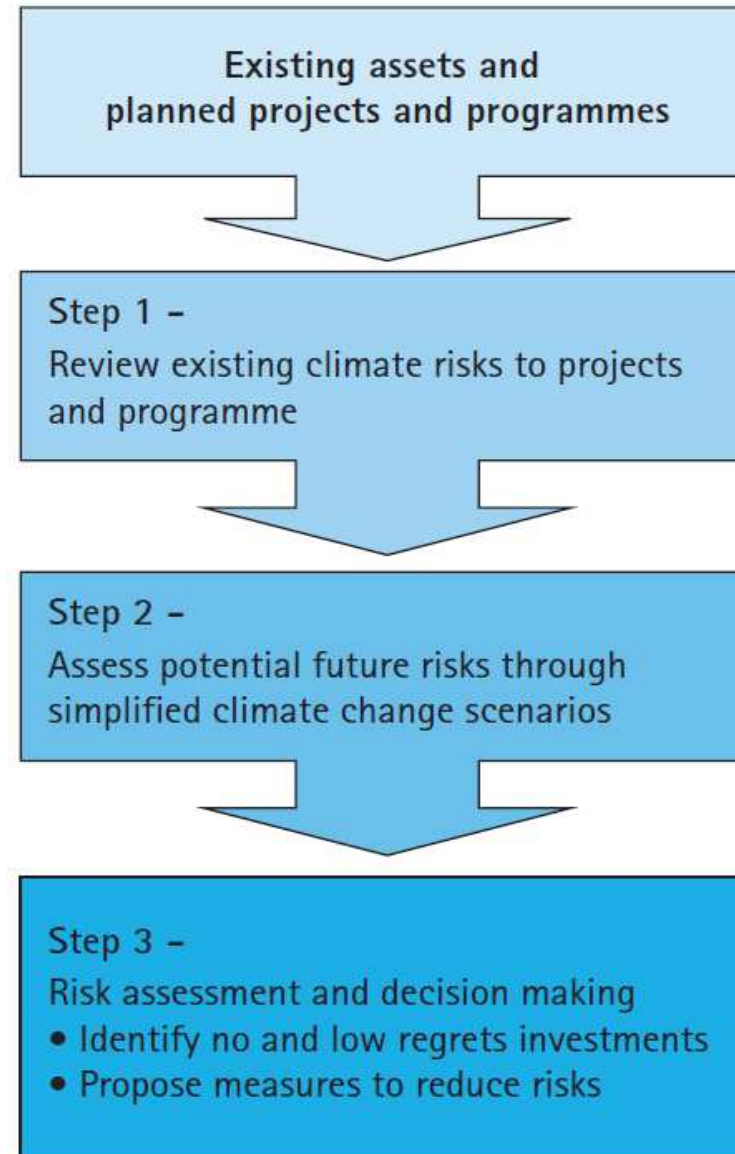 Existing assets and
planned projects and programmes
Step 1 –
Review existing climate risks to projects
and programme
Step 2 –
Assess potential future risks through
simplified climate change scenarios
Step 3 –
Risk assessment and decision making
• Identify no and low regrets investments
• Propose measures to reduce risks